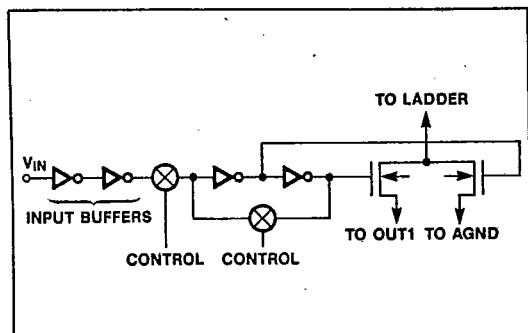 TO LADDER
VIN
INPUT BUFFERS
CONTROL
CONTROL
TO OUT1
TO AGND